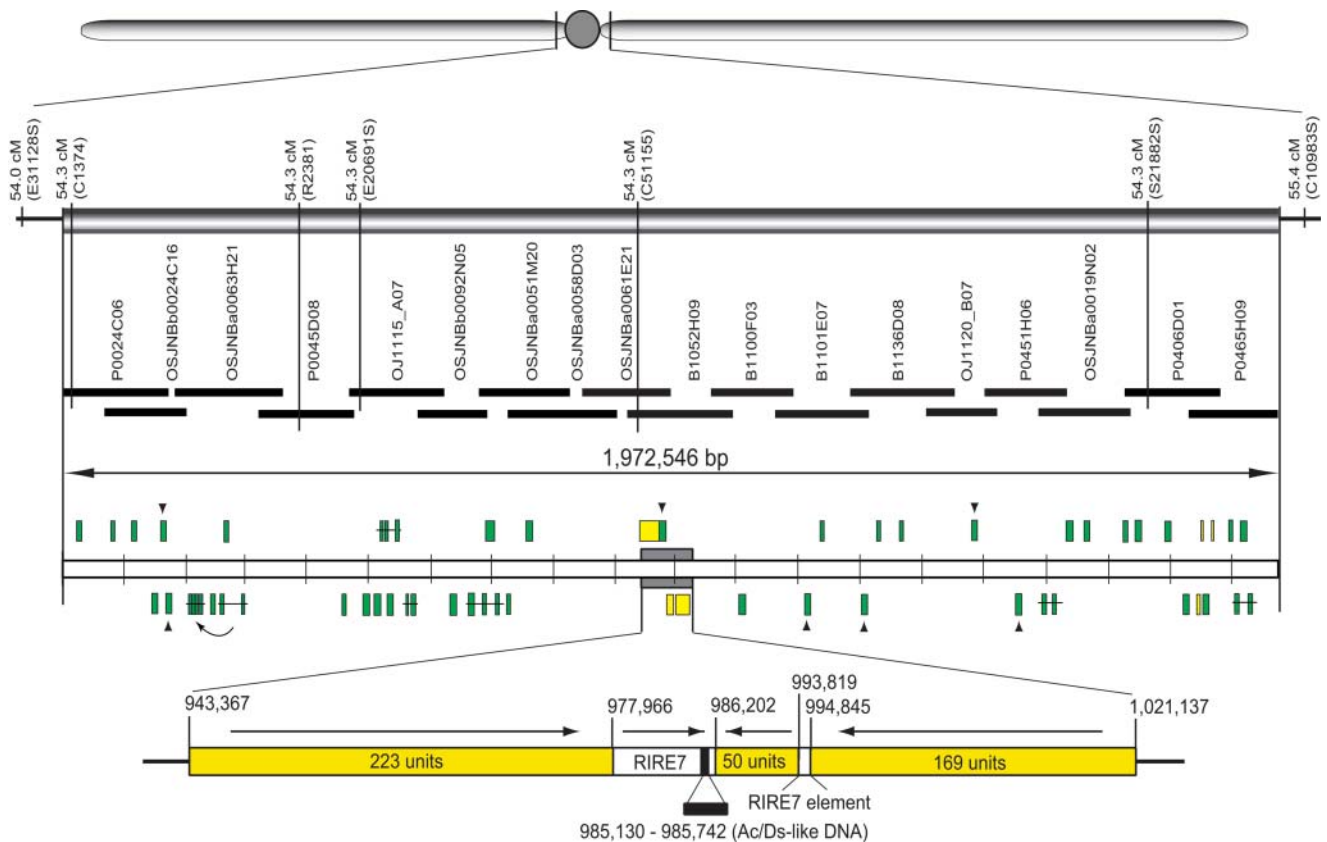 54.0 cM
(E31128S)
54.3 cM
(C1374)
54.3 cM
(R2381)
54.3 cM
(E20691S)
54.3 cM
(C51155)
54.3 cM
(S21882S)
55.4 cM
(C10983S)
P0024C06
OSJNBb0024C16
OSJNBa0063H21
P0045D08
OJ1115_A07
OSJNBb0092N05
OSJNBa0051M20
OSJNBa0058D03
OSJNBa0061E21
B1052H09
B1100F03
B1101E07
B1136D08
OJ1120_B07
P0451H06
OSJNBa0019N02
P0406D01
P0465H09
1,972,546 bp
943,367
977,966
986,202
993,819
994,845
1,021,137
223 units
RIRE7
50 units
169 units
RIRE7 element
985,130 - 985,742 (Ac/Ds-like DNA)